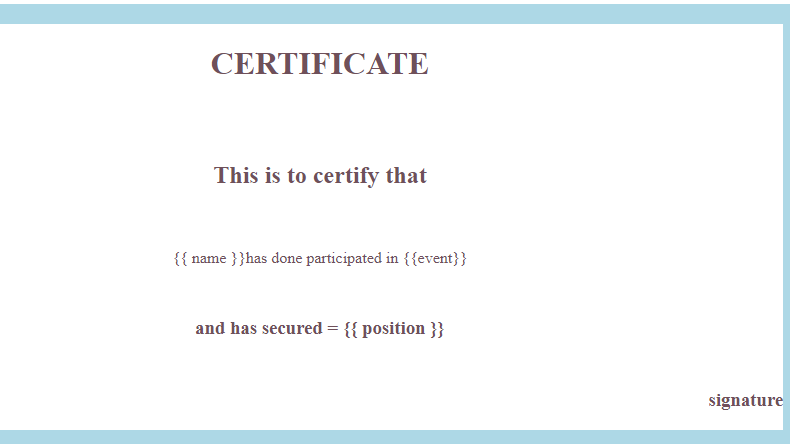 CERTIFICATE
This is to certify that
{{ name }}has done participated in {{event}}
and has secured = {{ position }}
signature